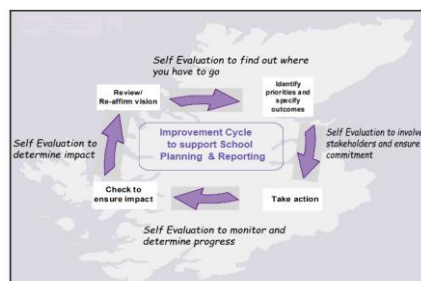 Self Evaluation to find out where
you have to go
Review/
Re-affirm vision
Identify
priorities and
specify
outcomes
Self Evaluation to
determine impact
Improvement Cycle
to support School
Planning & Reporting
Self Evaluation to involve
stakeholders and ensure
commitment
Check to
ensure impact
Take action
Self Evaluation to monitor and
determine progress